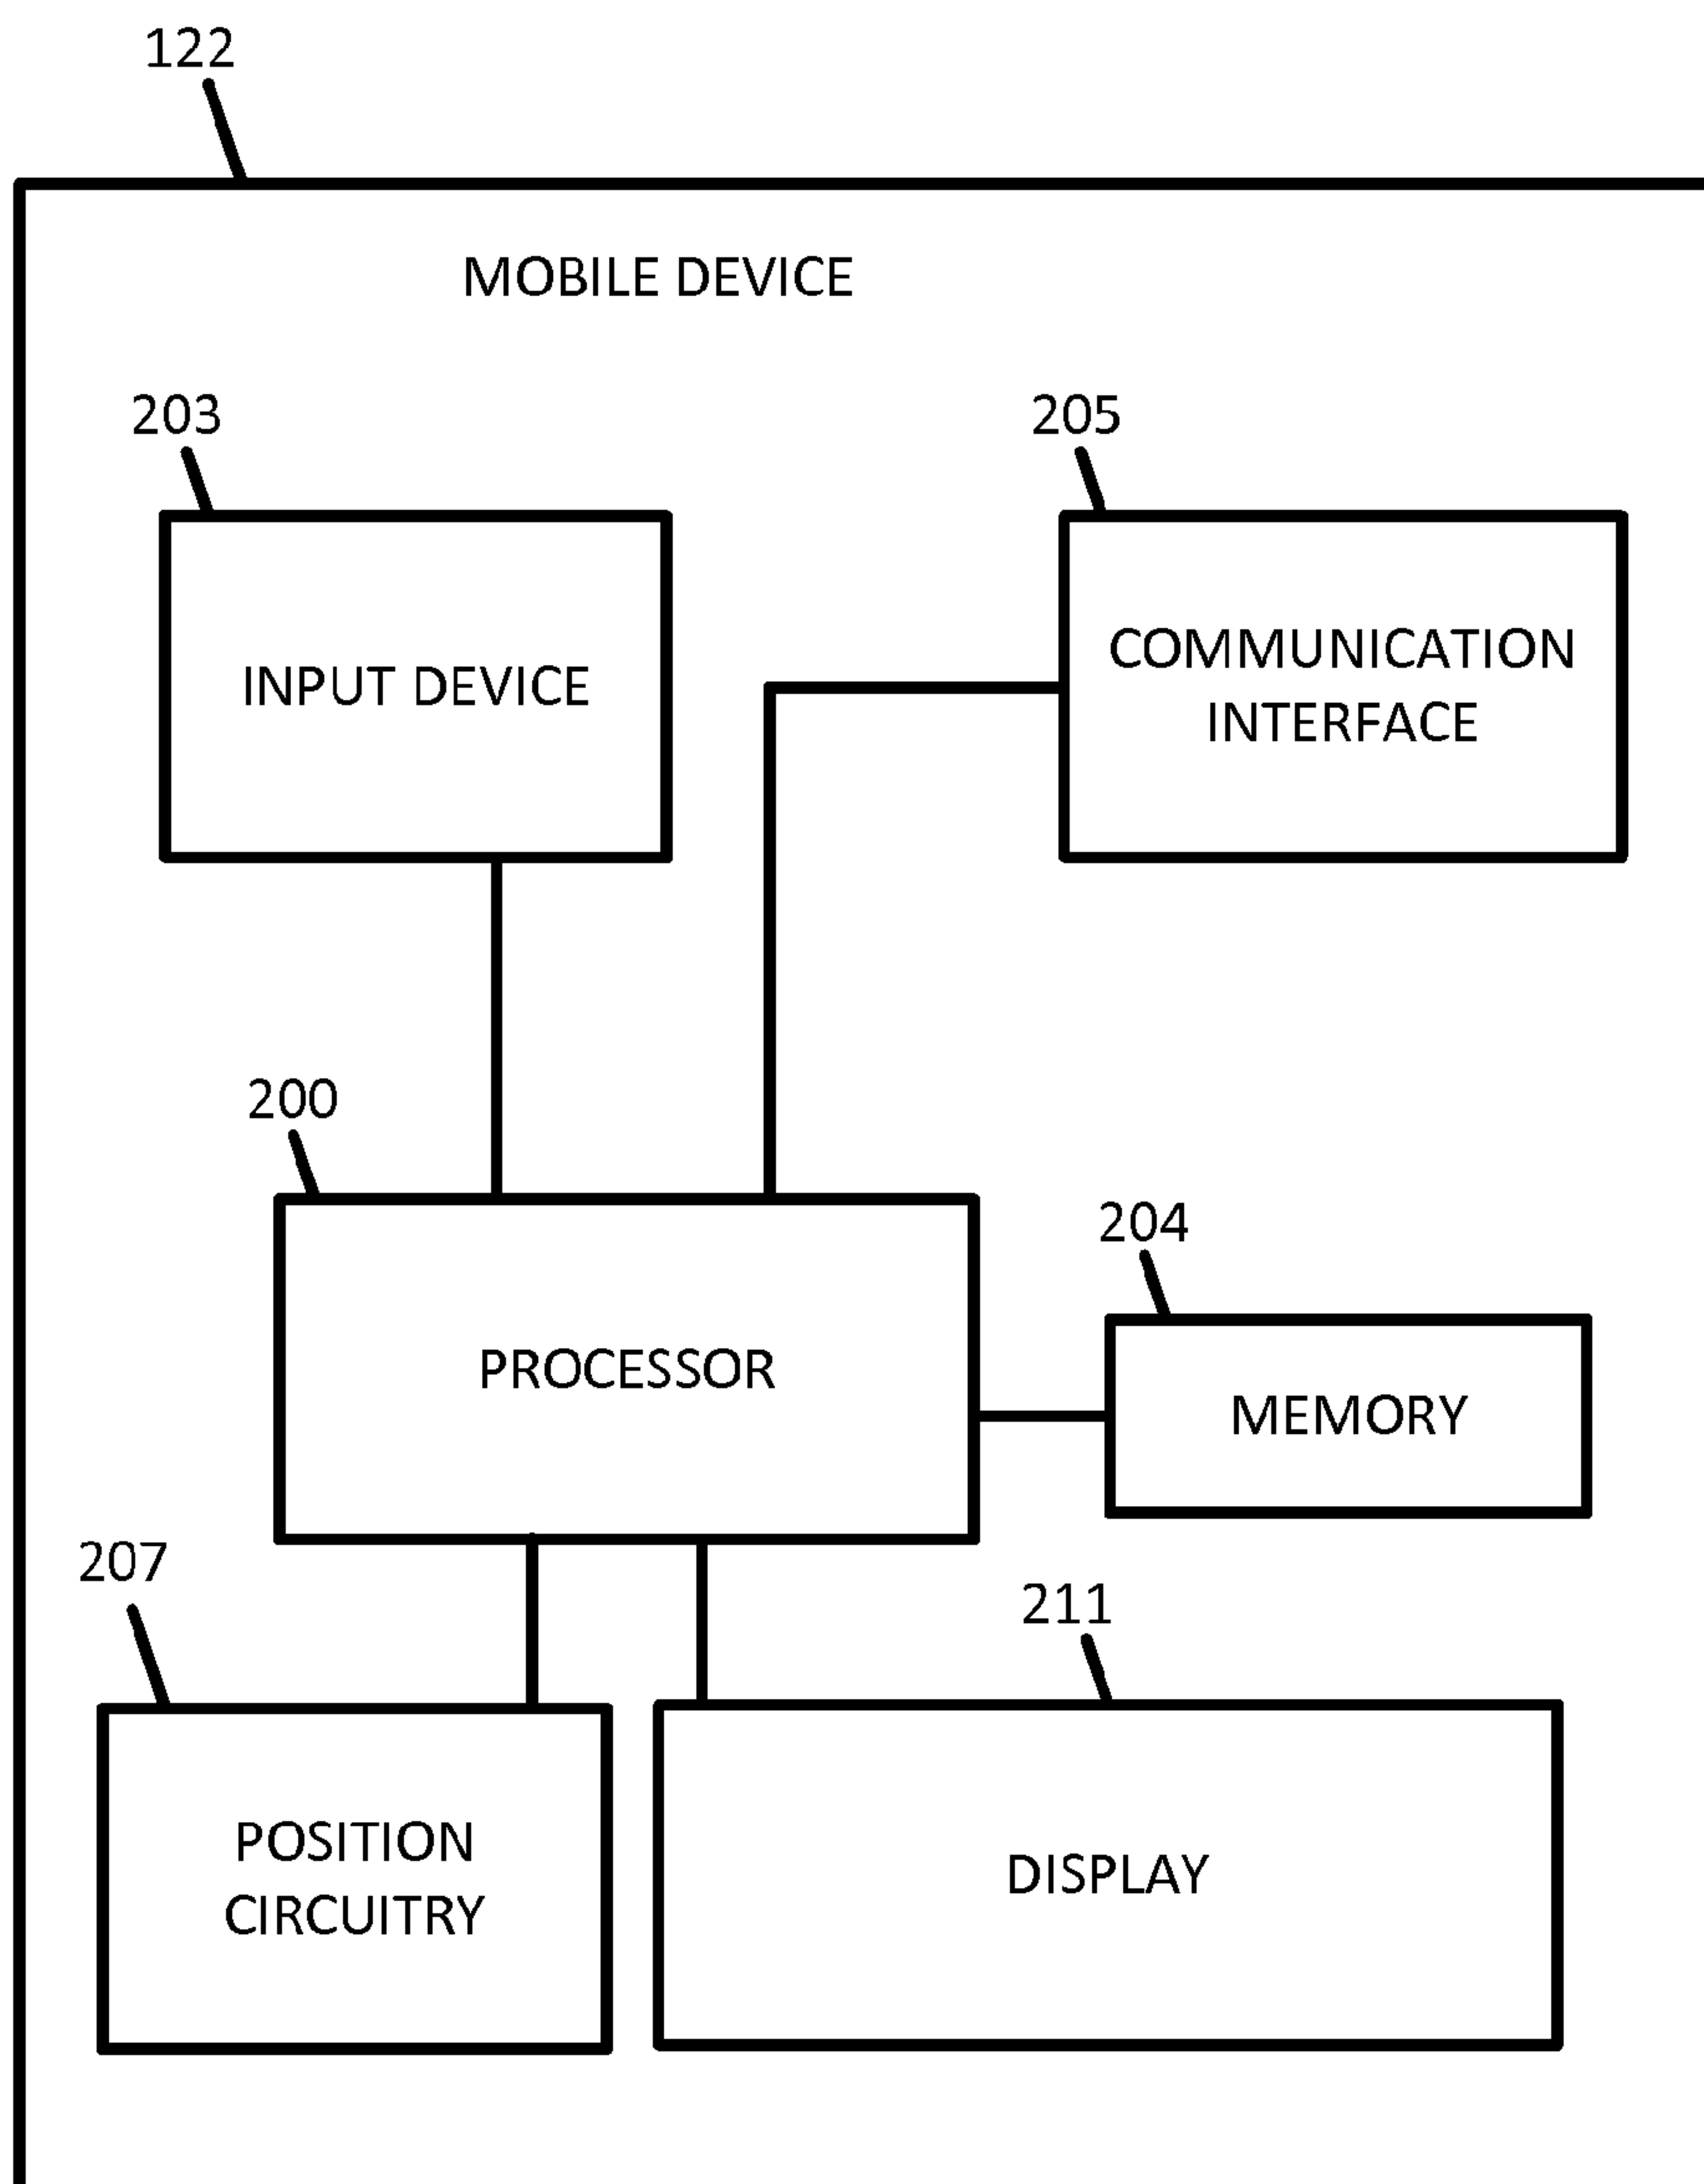 122
MOBILE DEVICE
203
205
INPUT DEVICE
COMMUNICATION
INTERFACE
200
204
PROCESSOR
MEMORY
207
211
POSITION
CIRCUITRY
DISPLAY